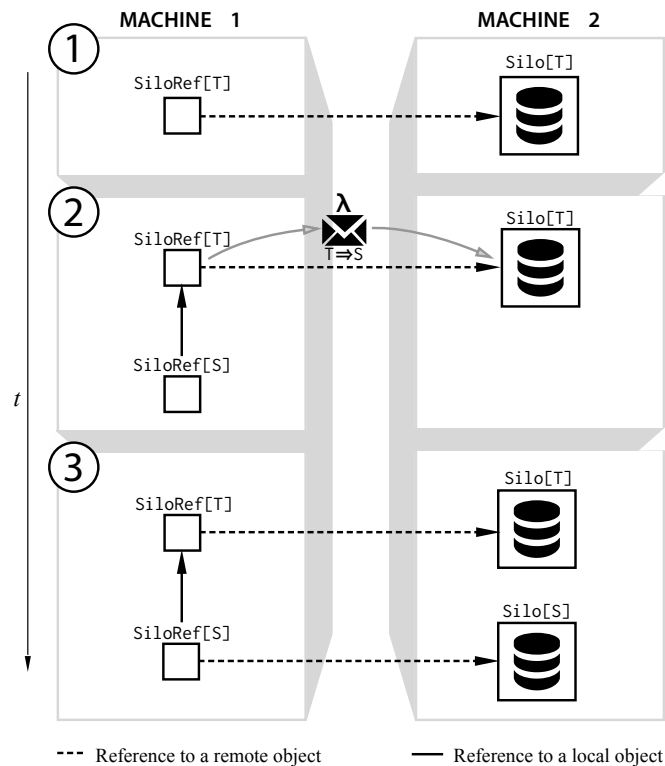 MACHINE 1 MACHINE 2
1
SiloRef[T] Silo[T]
2
λ
SiloRef[T] Silo[T]
T⇒S
SiloRef[S]
t
3
SiloRef[T] Silo[T]
SiloRef[S] Silo[S]
Reference to a remote object Reference to a local object